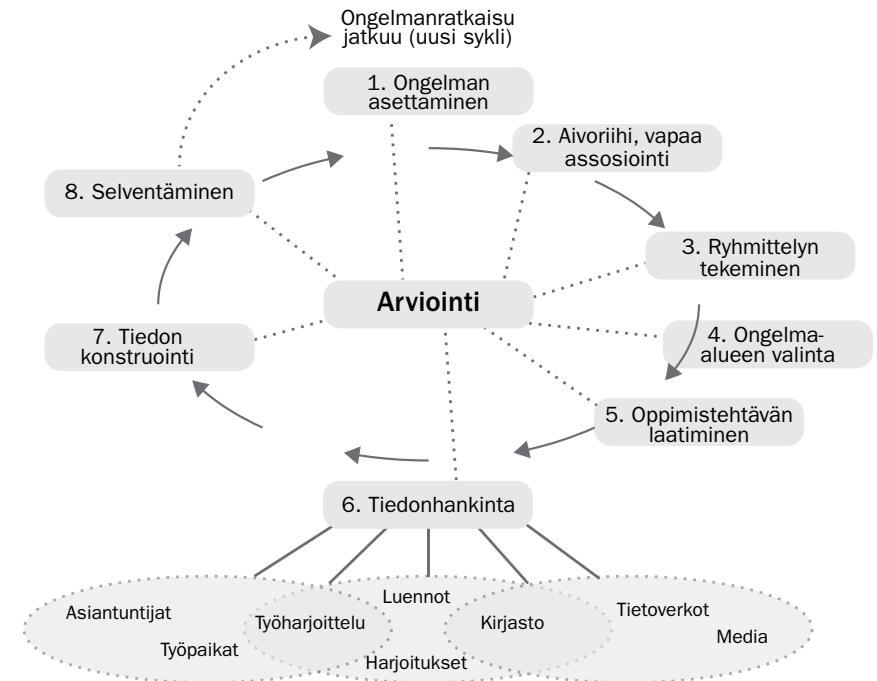 Ongelmanratkaisu
jatkuu (uusi sykli)
1. Ongelman
asettaminen
2. Aivoriihi, vapaa
assosiointi
8. Selventäminen
3. Ryhmittelyn
tekeminen
Arviointi
7. Tiedon
konstruointi
4. Ongelma-
alueen valinta
5. Oppimistehtävän
laatiminen
6. Tiedonhankinta
Asiantuntijat
Työpaikat
Työharjoittelu
Luennot
Harjoitukset
Kirjasto
Tietoverkot
Media